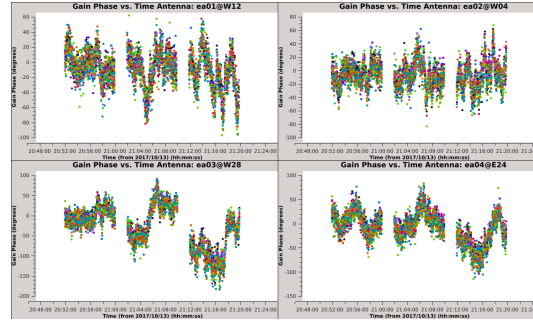 Gain Phase vs. Time Antenna: ea01@W12
Gain Phase vs. Time Antenna: ea02@W04
Gain Phase (degrees)
60
40
20
0
-20
-40
-60
-80
-100
20:48:00 20:52:00 20:56:00 21:00:00 21:04:00 21:08:00 21:12:00 21:16:00 21:20:00 21:24:00
Time (from 2017/10/13) (hh:mm:ss)
Gain Phase (degrees)
80
60
40
20
0
-20
-40
-60
-80
-100
20:48:00 20:52:00 20:56:00 21:00:00 21:04:00 21:08:00 21:12:00 21:16:00 21:20:00 21:24:00
Time (from 2017/10/13) (hh:mm:ss)
Gain Phase vs. Time Antenna: ea03@W28
Gain Phase vs. Time Antenna: ea04@E24
Gain Phase (degrees)
100
50
0
-50
-100
-150
-200
20:48:00 20:52:00 20:56:00 21:00:00 21:04:00 21:08:00 21:12:00 21:16:00 21:20:00 21:24:00
Time (from 2017/10/13) (hh:mm:ss)
Gain Phase (degrees)
100
50
0
-50
-100
-150
20:48:00 20:52:00 20:56:00 21:00:00 21:04:00 21:08:00 21:12:00 21:16:00 21:20:00 21:24:00
Time (from 2017/10/13) (hh:mm:ss)